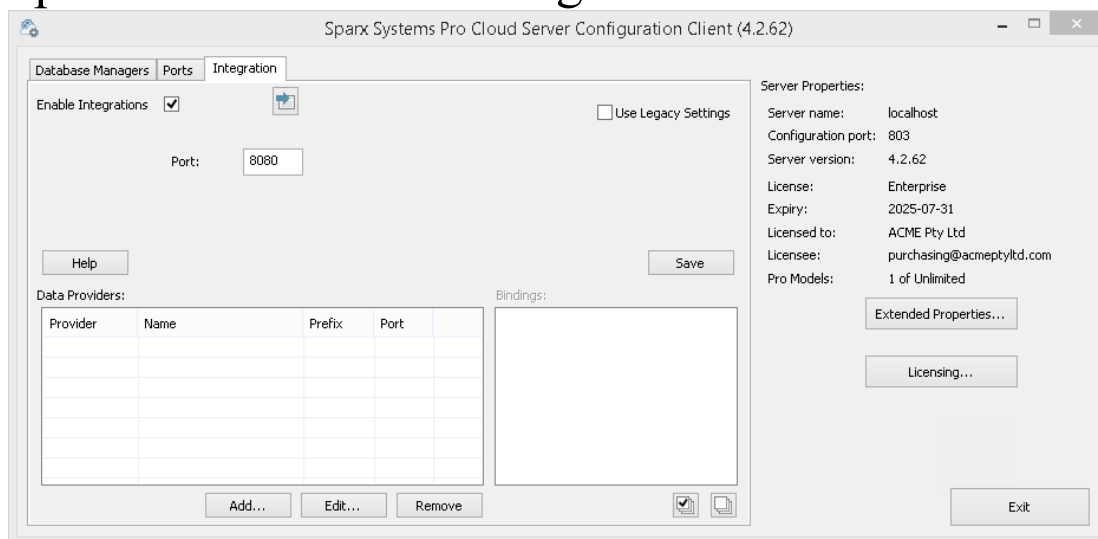 Sparx Systems Pro Cloud Server Configuration Client (4.2.62)
Database Managers Ports Integration
Enable Integrations
Use Legacy Settings
Port: 8080
Help
Save
Data Providers:
Bindings:
Provider Name Prefix Port
Add... Edit... Remove
Server Properties:
Server name: localhost
Configuration port: 803
Server version: 4.2.62
License: Enterprise
Expiry: 2025-07-31
Licensed to: ACME Pty Ltd
Licensee: purchasing@acmeptyltd.com
Pro Models: 1 of Unlimited
Extended Properties...
Licensing...
Exit